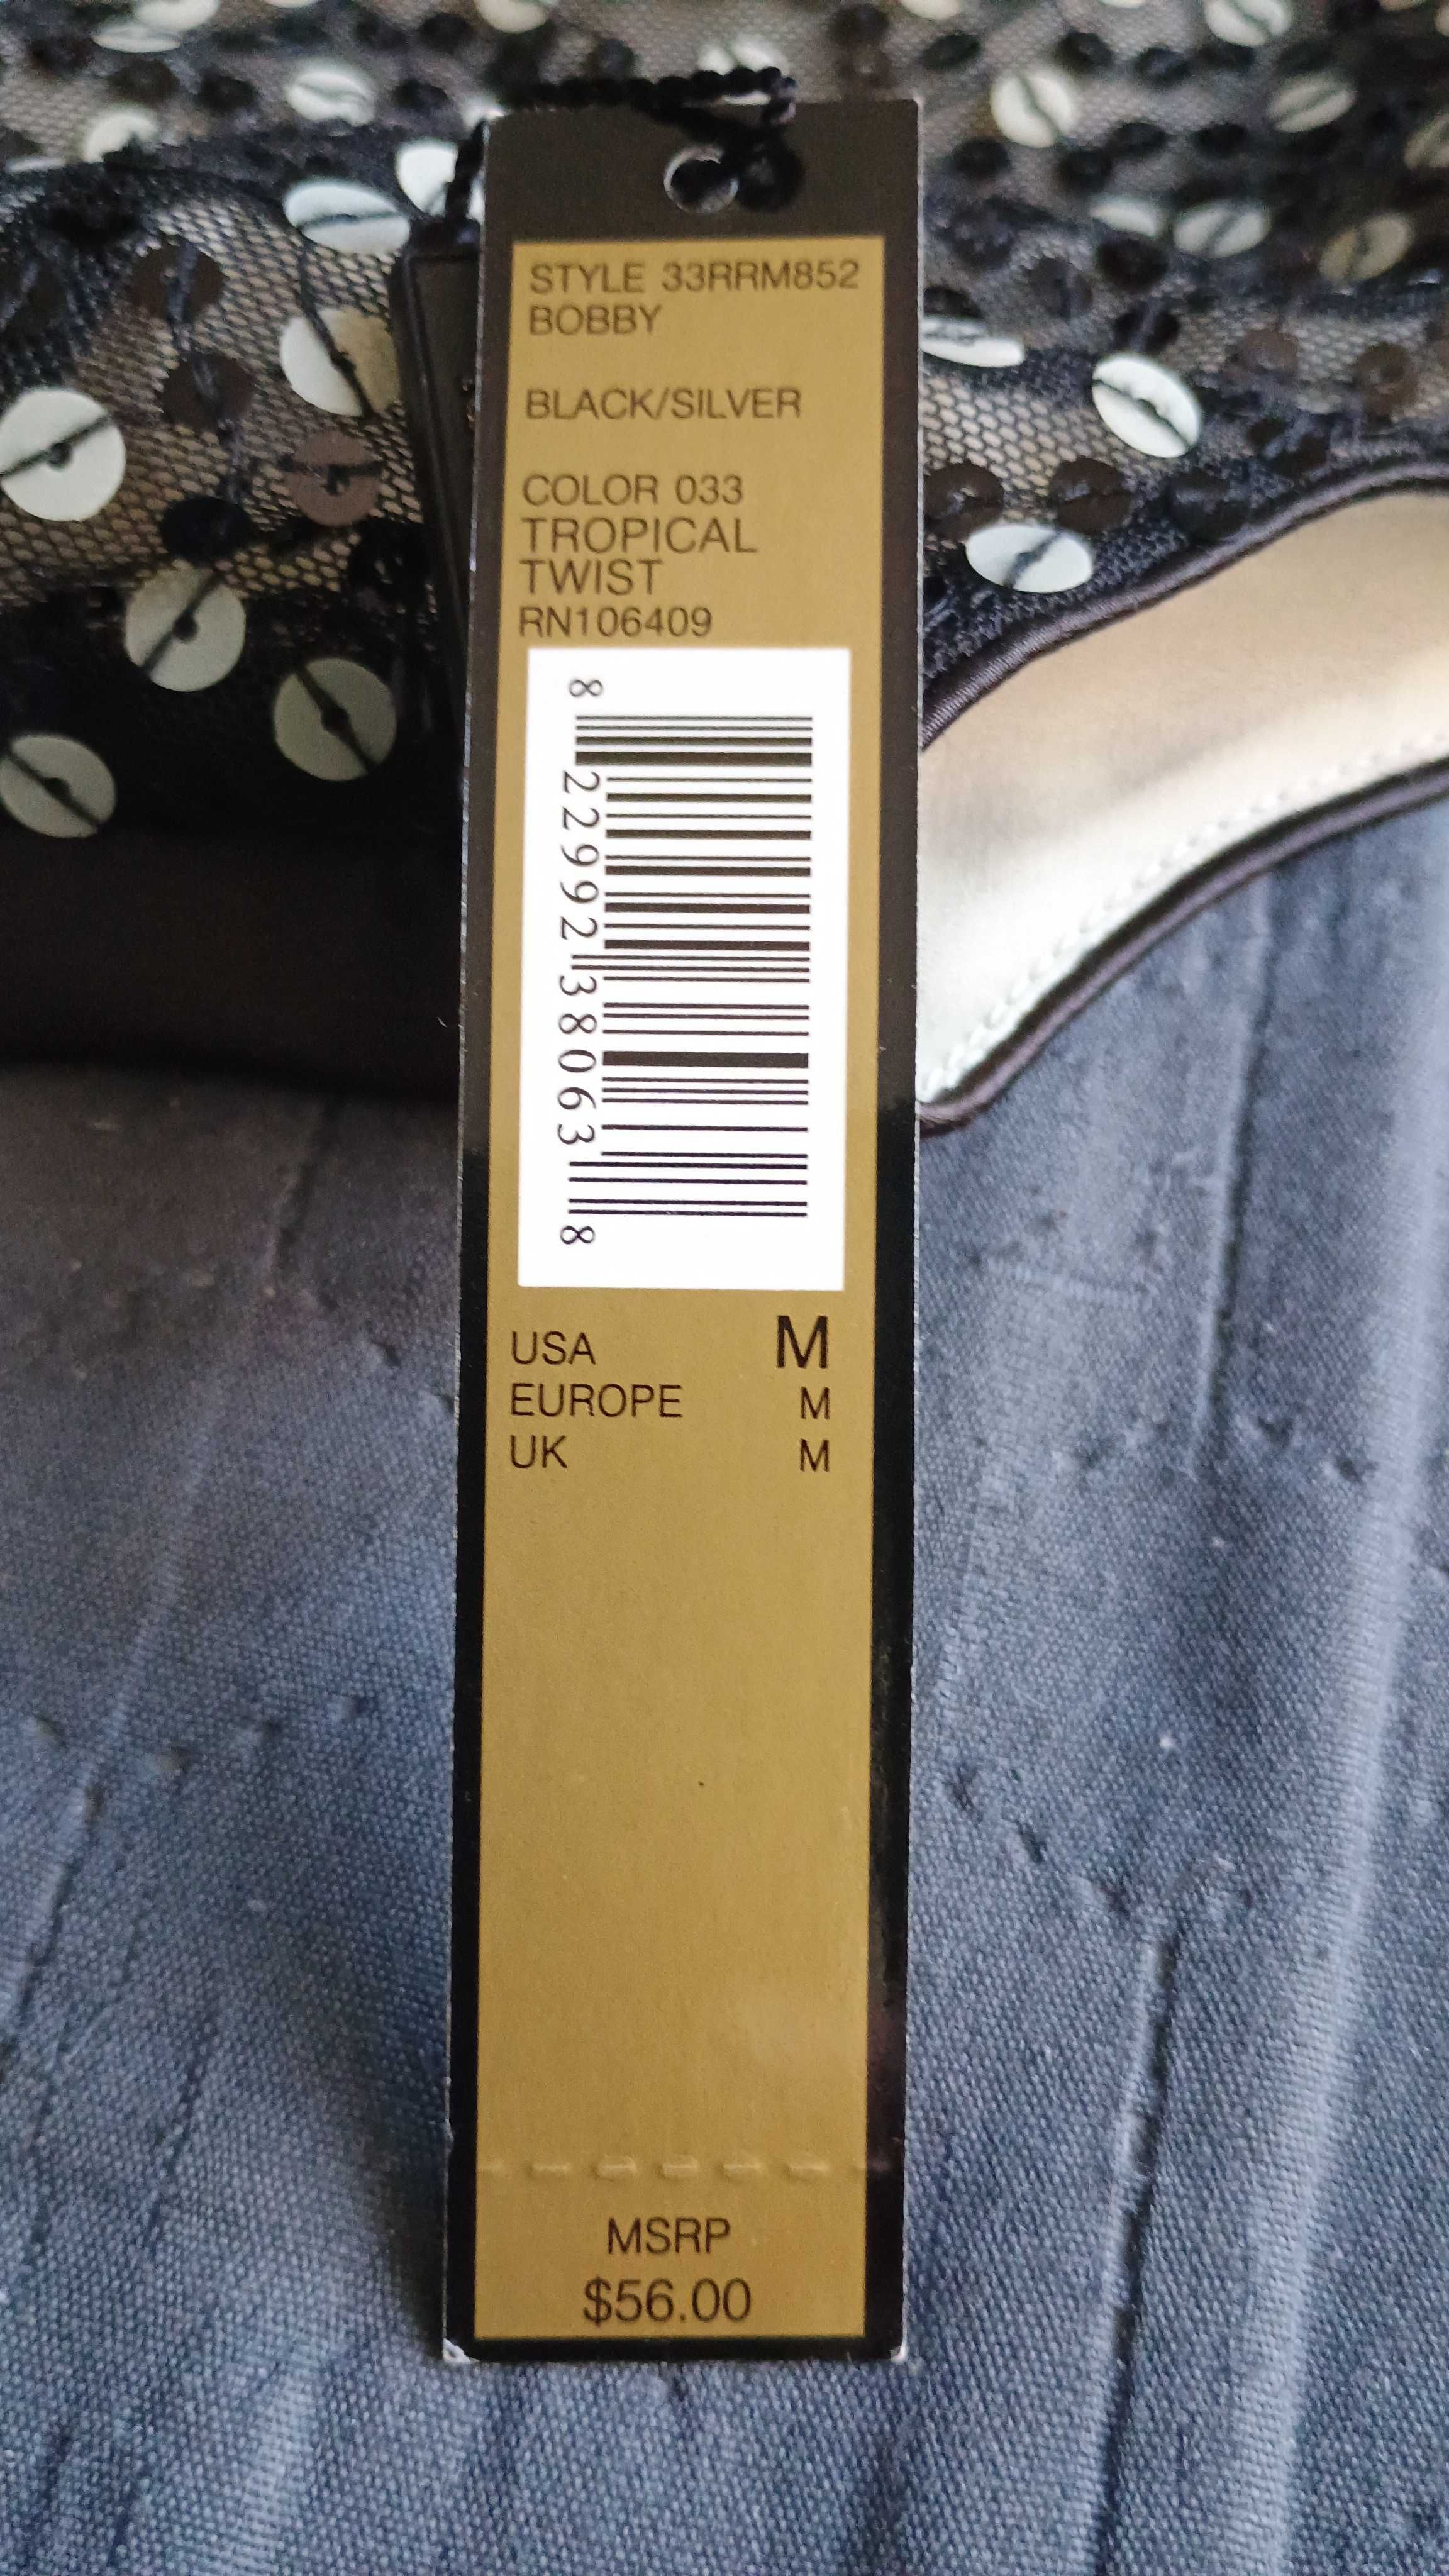 STYLE 33RRM852
BOBBY
BLACK/SILVER
COLOR 033
TROPICAL
TWIST
RN106409
8 22992 38063 8
USA M
EUROPE M
UK M
MSRP
$56.00